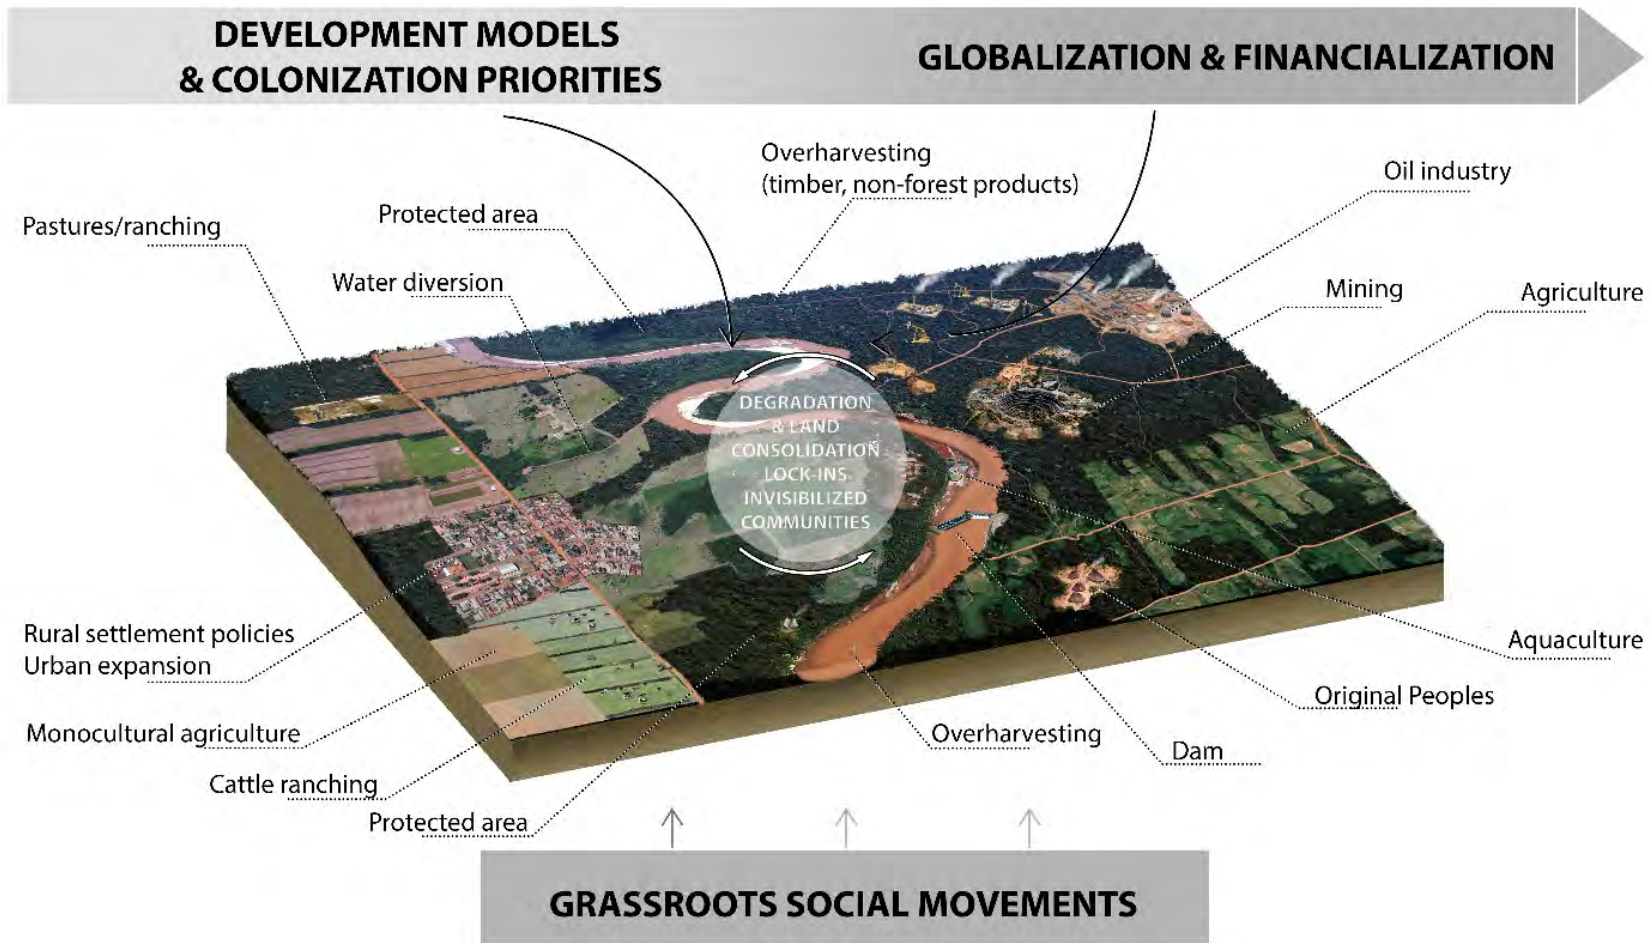 DEVELOPMENT MODELS
& COLONIZATION PRIORITIES
GLOBALIZATION & FINANCIALIZATION
Overharvesting
(timber, non-forest products)
Oil industry
Protected area
Pastures/ranching
Water diversion
Mining
Agriculture
DEGRADATION
& LAND
CONSOLIDATION
LOCK-INS
INVISIBILIZED
COMMUNITIES
Rural settlement policies
Urban expansion
Aquaculture
Original Peoples
Monocultural agriculture
Overharvesting
Dam
Cattle ranching
Protected area
GRASSROOTS SOCIAL MOVEMENTS